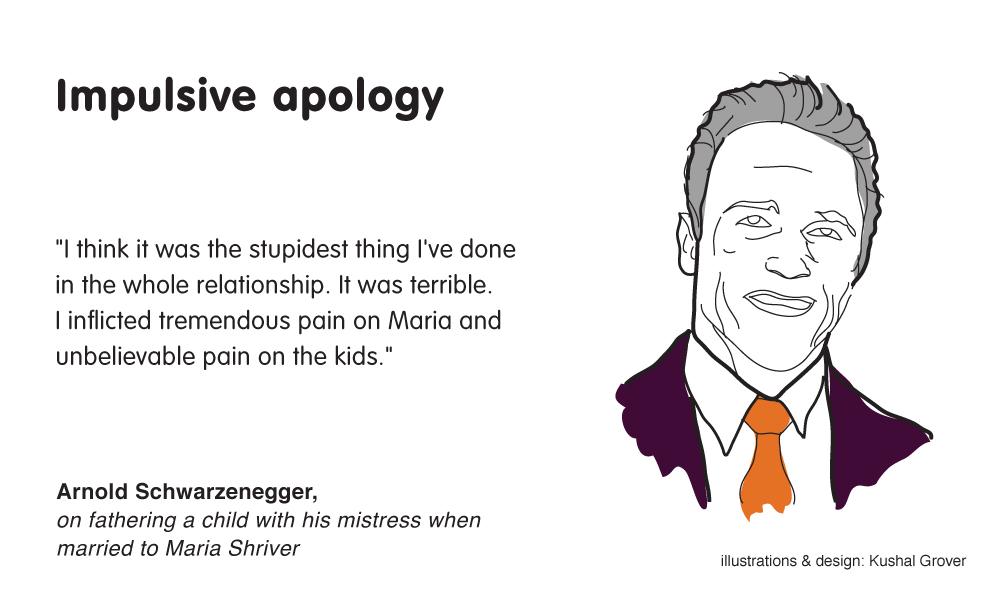 Impulsive apology
"I think it was the stupidest thing I've done
in the whole relationship. It was terrible.
I inflicted tremendous pain on Maria and
unbelievable pain on the kids."
Arnold Schwarzenegger,
on fathering a child with his mistress when
married to Maria Shriver
illustrations & design: Kushal Grover